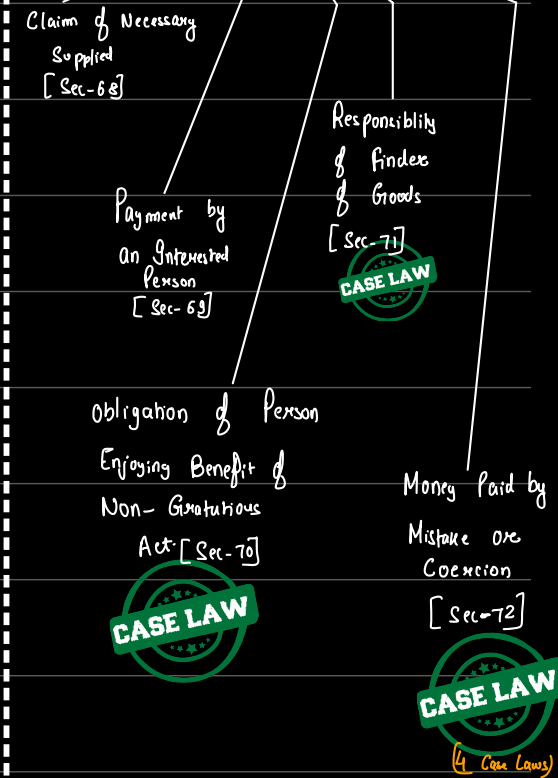 Claim of Necessary
Supplied
[Sec-68]
Payment by
an Interested
Person
[Sec-69]
Obligation of Person
Enjoying Benefit of
Non-Gratutious
Act. [Sec-70]
CASE LAW
Responsiblity
of Finder
of Goods
[Sec-71]
CASE LAW
Money Paid by
Mistake or
Coercion
[Sec-72]
CASE LAW
(4 Case Laws)